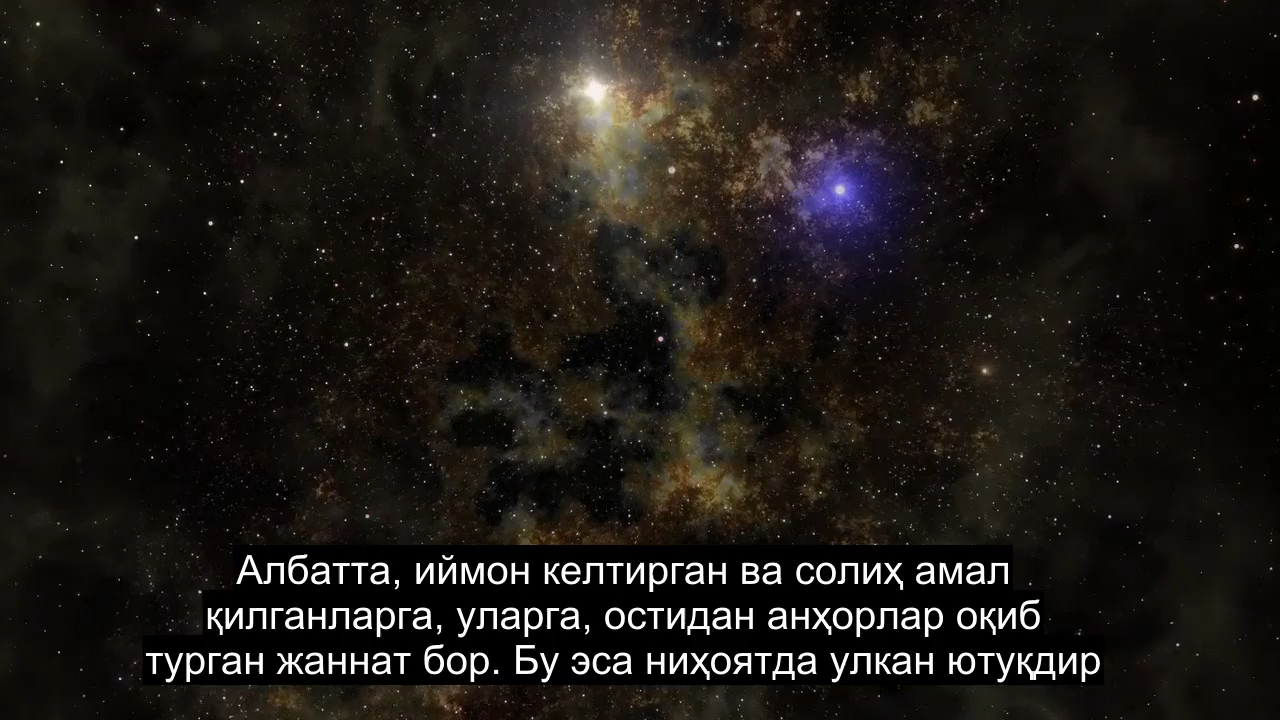 Албатта, иймон келтирган ва солиҳ амал
қилганларга, уларга, остидан анҳорлар оқиб
турган жаннат бор. Бу эса ниҳоятда улкан ютуқдир